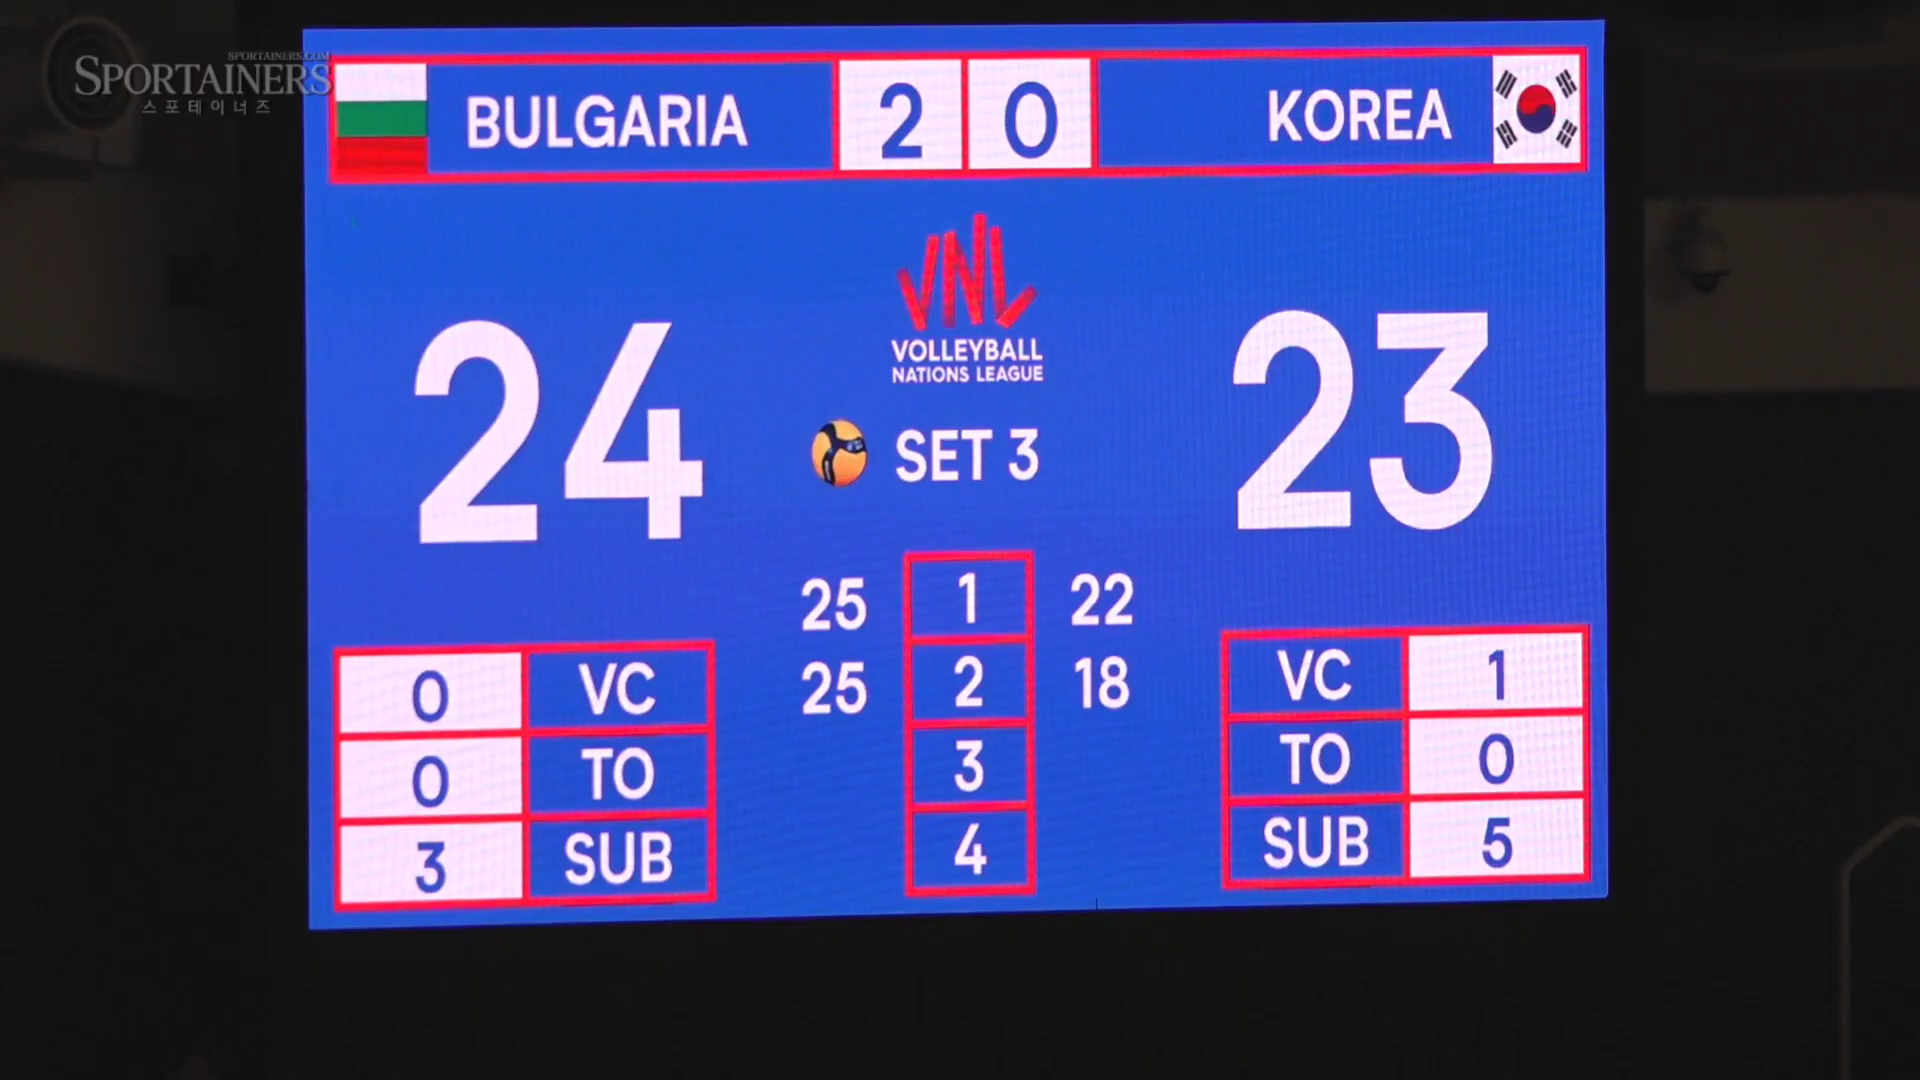 SPORTAINERS.COM
SPORTAINERS
스포테이너즈
BULGARIA 2 0 KOREA
VNL
VOLLEYBALL
NATIONS LEAGUE
24 23
SET 3
25 1 22
25 2 18
3
4
0 VC
0 TO
3 SUB
VC 1
TO 0
SUB 5